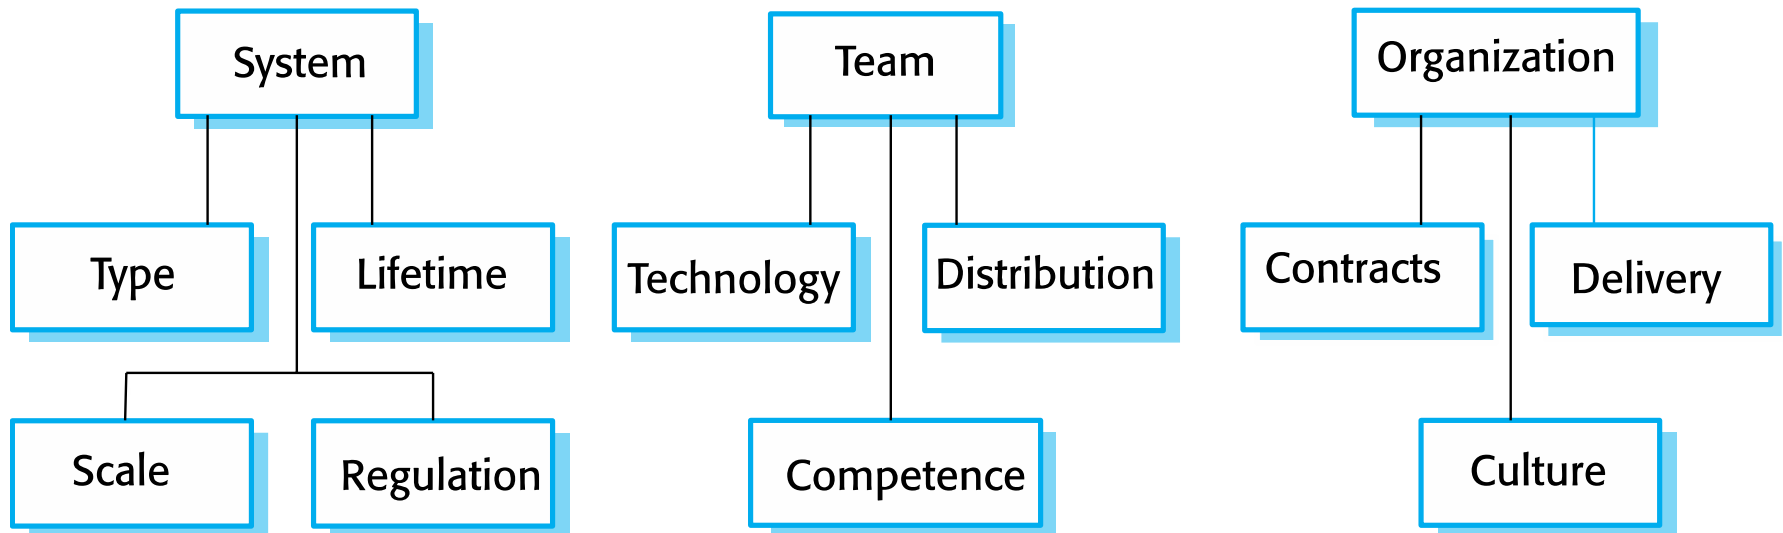 System
Team
Organization
Type
Lifetime
Technology
Distribution
Contracts
Delivery
Scale
Regulation
Competence
Culture